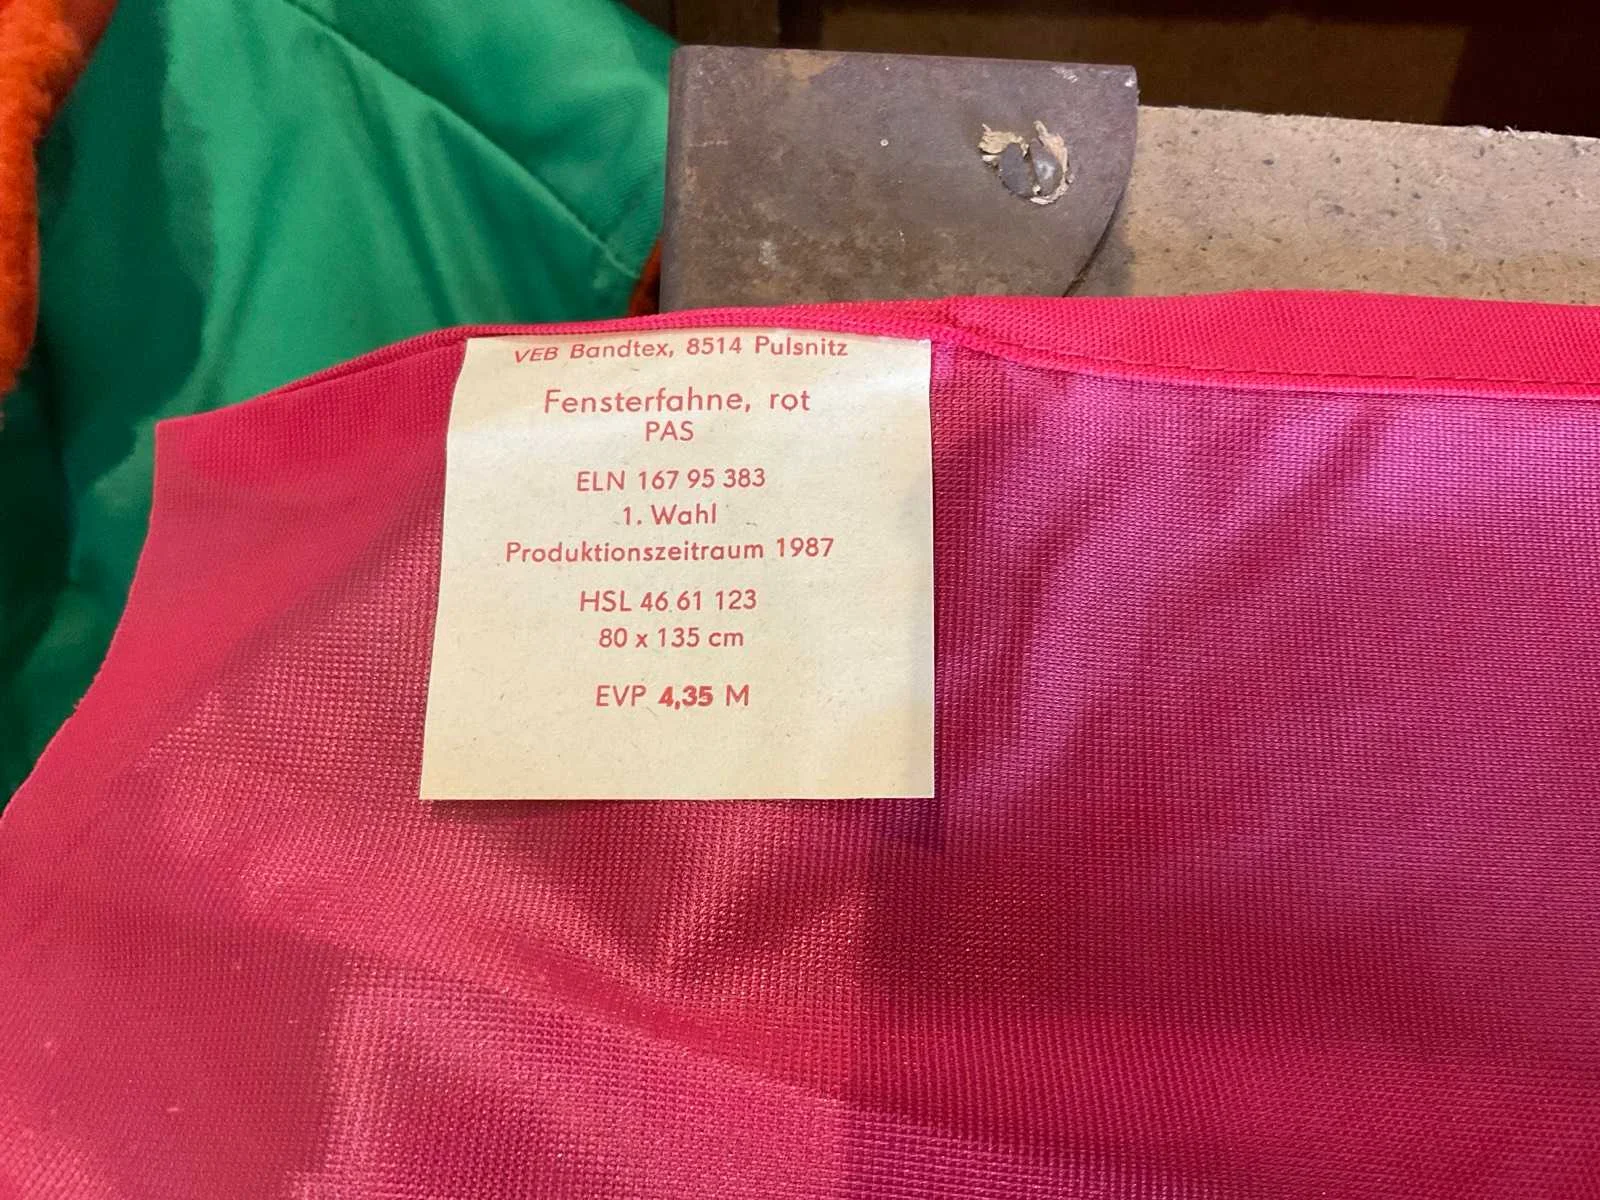 VEB Bandtex, 8514 Pulsnitz
Fensterfahne, rot
PAS
ELN 167 95 383
1. Wahl
Produktionszeitraum 1987
HSL 46 61 123
80 x 135 cm
EVP 4,35 M